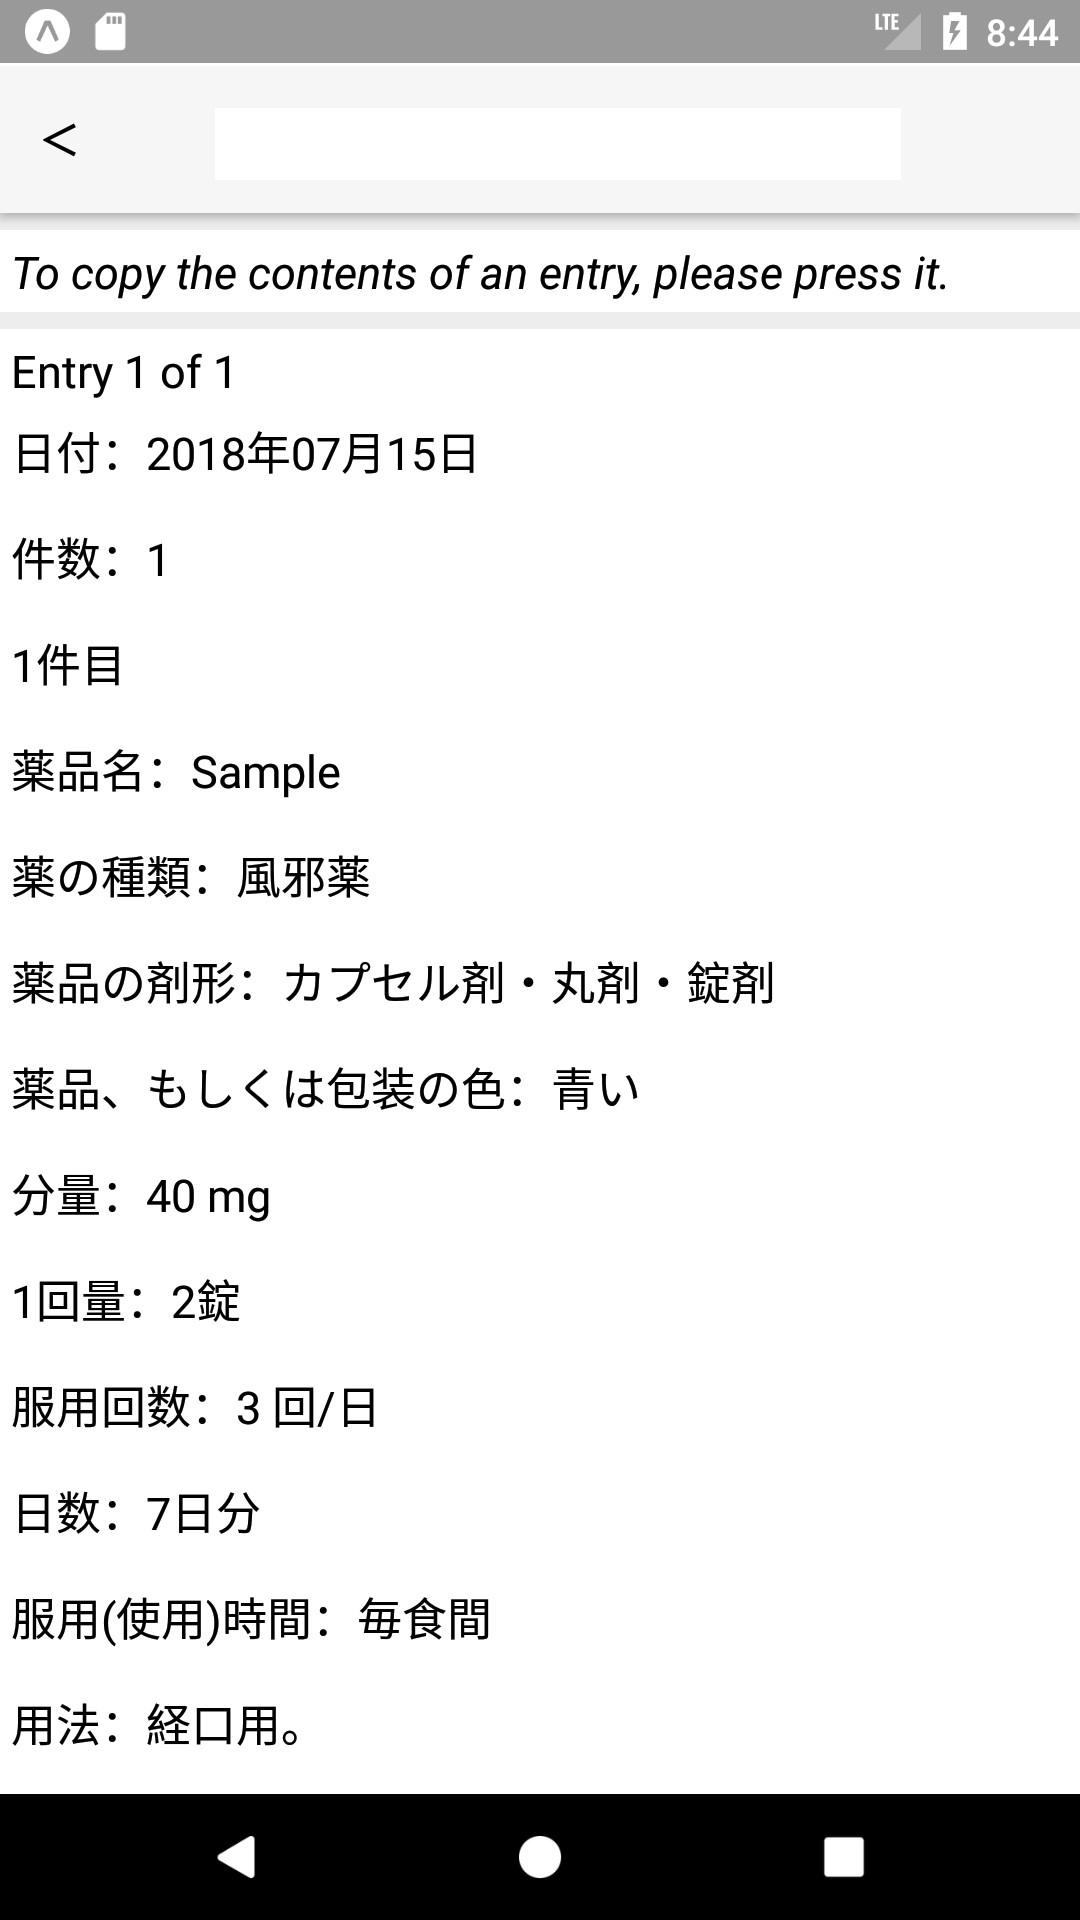 LTE 8:44
<
To copy the contents of an entry, please press it.
Entry 1 of 1
日付：2018年07月15日
件数：1
1件目
薬品名：Sample
薬の種類：風邪薬
薬品の剤形：カプセル剤・丸剤・錠剤
薬品、もしくは包装の色：青い
分量：40 mg
1回量：2錠
服用回数：3 回/日
日数：7日分
服用(使用)時間：毎食間
用法：経口用。